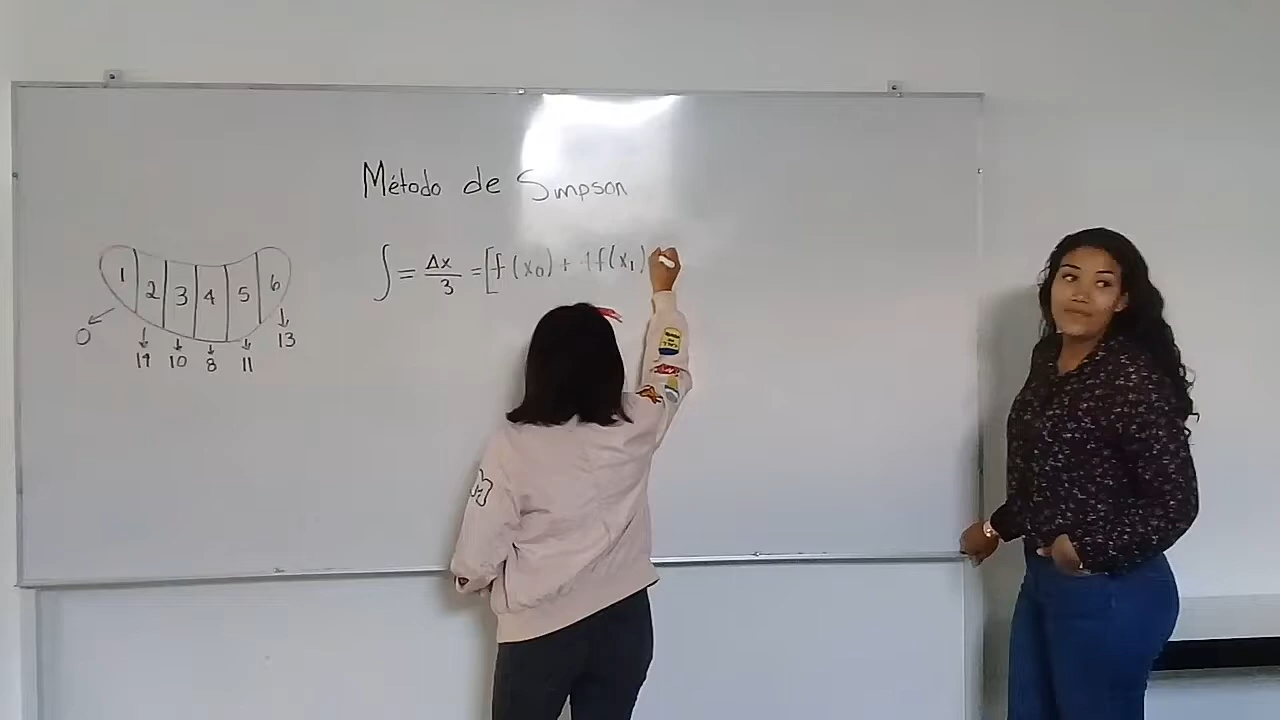 Método de Simpson
∫ = Δx/3 = [f(x₀) + 4f(x₁)
1 2 3 4 5 6
0 19 10 8 11 13